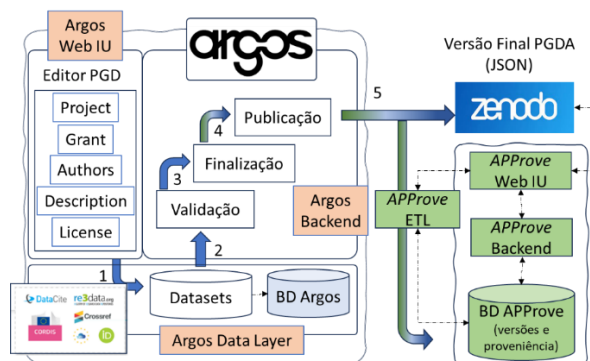 Argos
Web IU
Editor PGD
Project
Grant
Authors
Description
License
argos
Versão Final PGDA
(JSON)
zenodo
5
Publicação
4
Finalização
3
Validação
2
Argos
Backend
APProve
ETL
APProve
Web IU
APProve
Backend
BD APProve
(versões e
proveniência)
1
Datasets
BD Argos
Argos Data Layer
DataCite
re3data.org
CORDIS
Crossref
iD